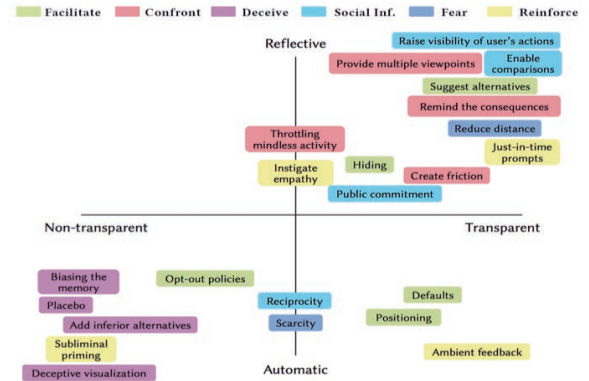 Facilitate Confront Deceive Social Inf. Fear Reinforce
Reflective
Raise visibility of user's actions
Provide multiple viewpoints
Enable
comparisons
Suggest alternatives
Remind the consequences
Reduce distance
Throttling
mindless activity
Just-in-time
prompts
Instigate
empathy
Hiding
Create friction
Public commitment
Non-transparent
Transparent
Biasing the
memory
Opt-out policies
Placebo
Reciprocity
Defaults
Add inferior alternatives
Scarcity
Positioning
Subliminal
priming
Ambient feedback
Deceptive visualization
Automatic